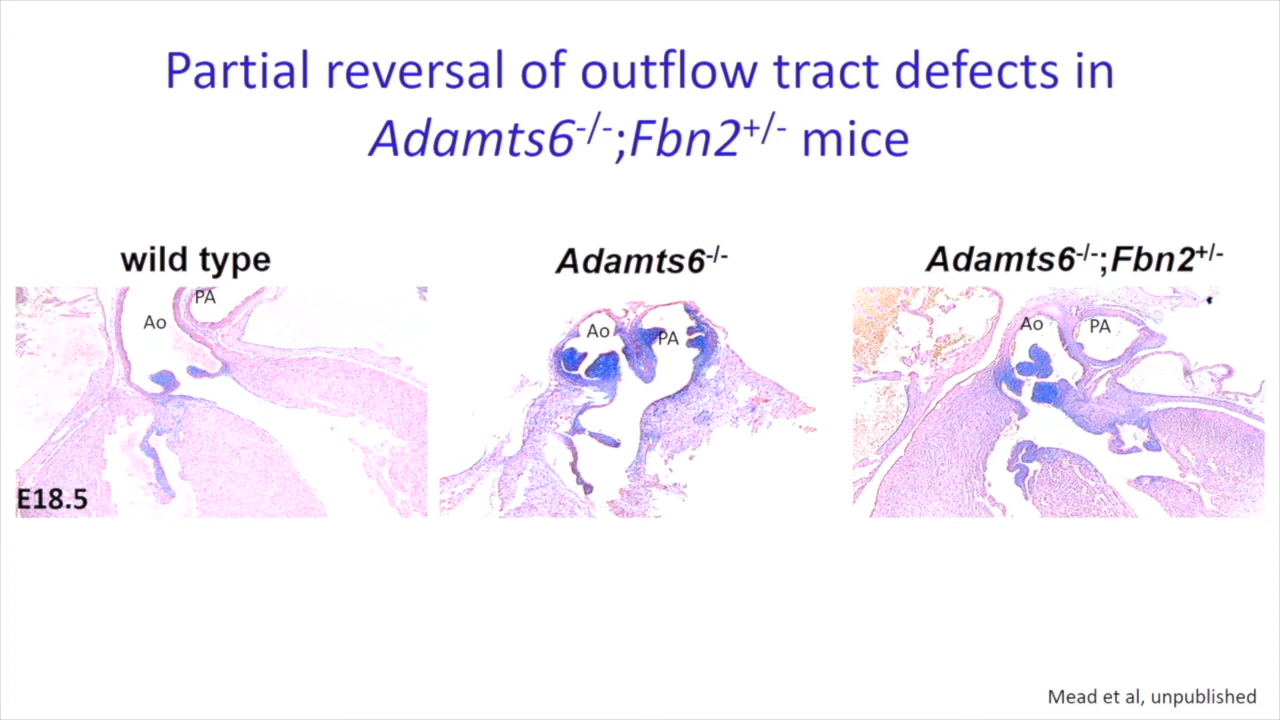 Partial reversal of outflow tract defects in
Adamts6-/-;Fbn2+/- mice
wild type
Adamts6-/-
Adamts6-/-;Fbn2+/-
PA
Ao
E18.5
Ao
PA
Ao
PA
Mead et al, unpublished